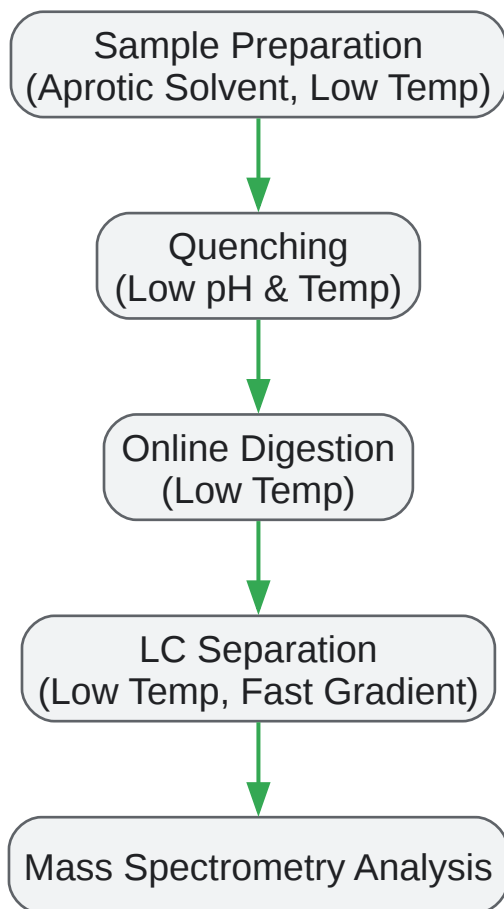 Sample Preparation
(Aprotic Solvent, Low Temp)
Quenching
(Low pH & Temp)
Online Digestion
(Low Temp)
LC Separation
(Low Temp, Fast Gradient)
Mass Spectrometry Analysis